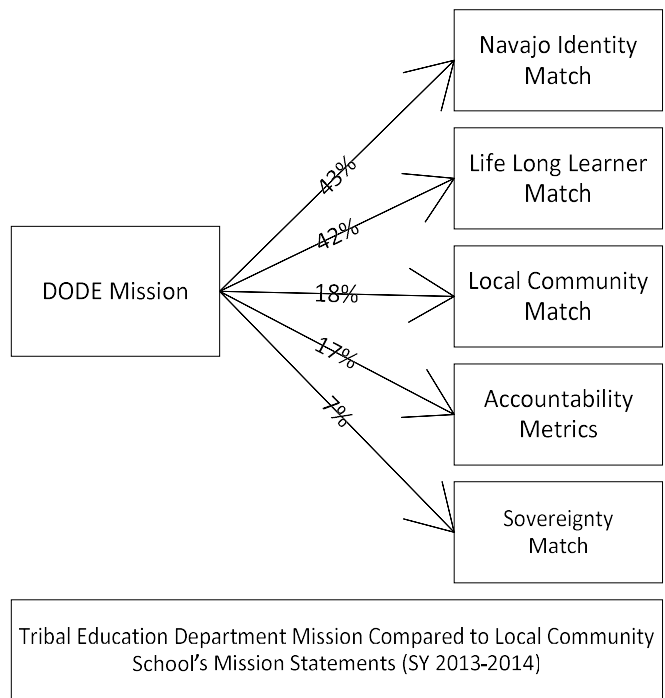 Navajo Identity
Match
43%
Life Long Learner
Match
42%
DODE Mission
18%
Local Community
Match
17%
Accountability
Metrics
7%
Sovereignty
Match
Tribal Education Department Mission Compared to Local Community
School's Mission Statements (SY 2013-2014)